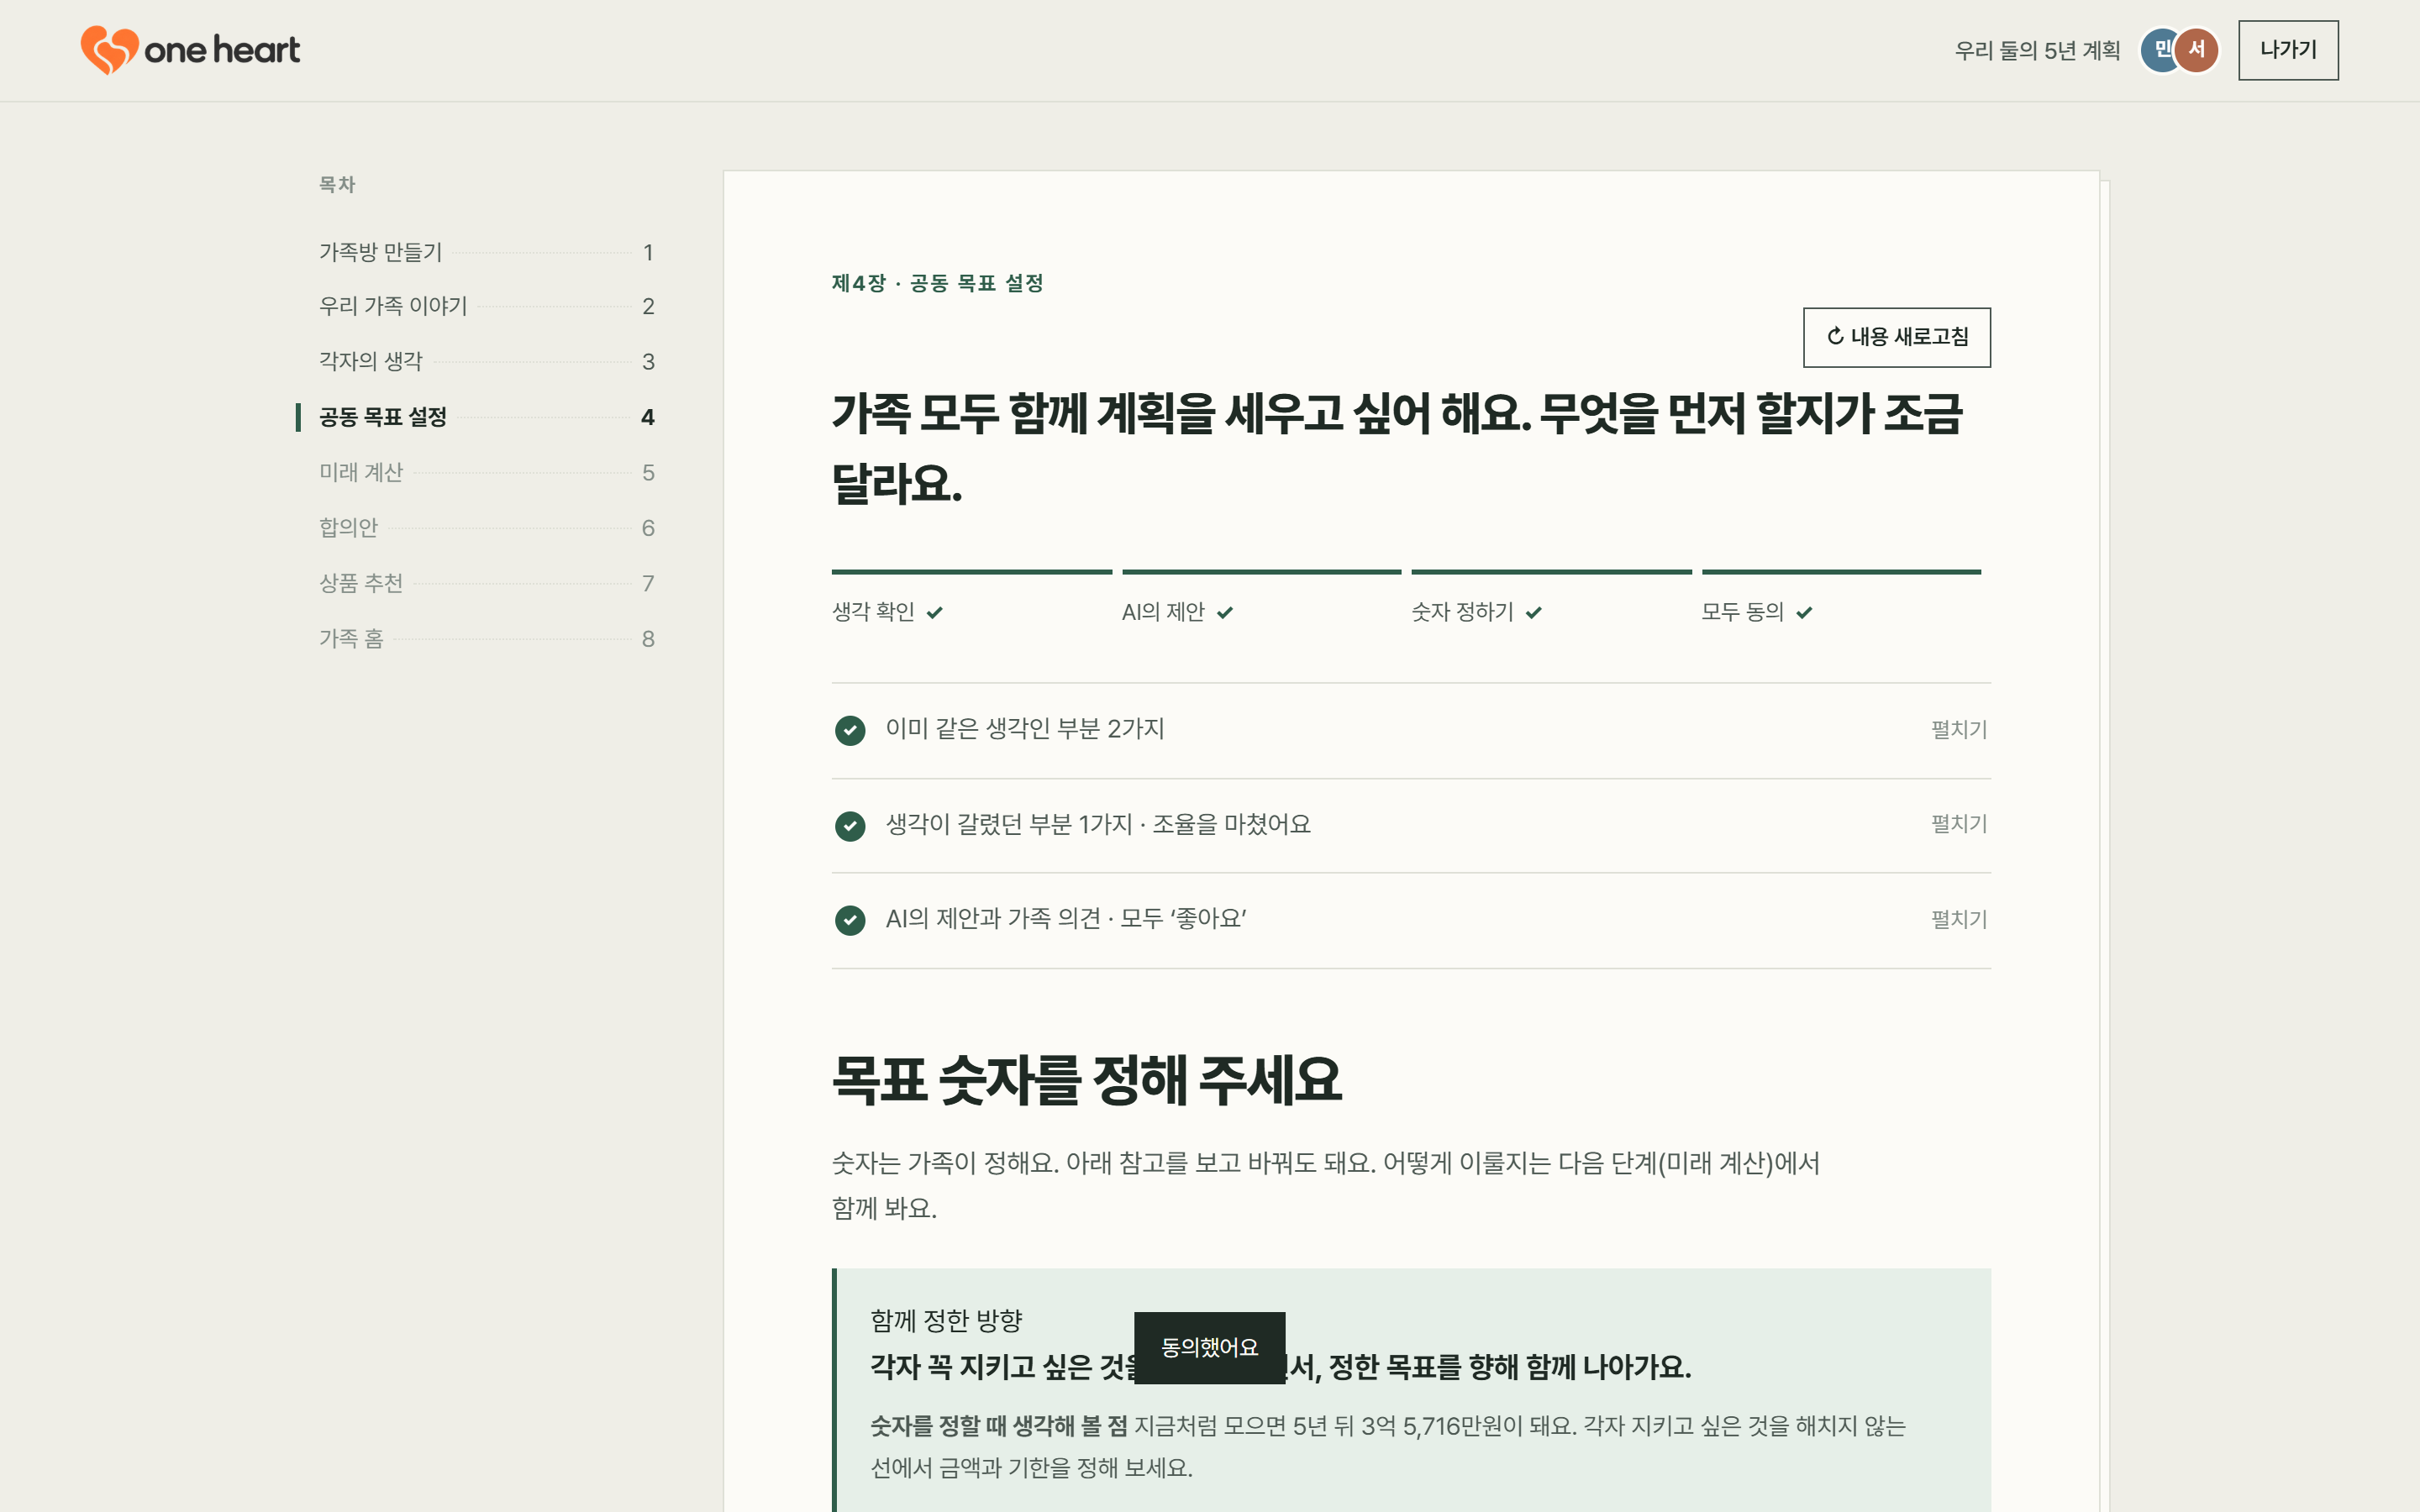 one heart
우리 둘의 5년 계획
민
서
나가기
목차
가족방 만들기 1
우리 가족 이야기 2
각자의 생각 3
공동 목표 설정 4
미래 계산 5
합의안 6
상품 추천 7
가족 홈 8
제4장 · 공동 목표 설정
↻ 내용 새로고침
가족 모두 함께 계획을 세우고 싶어 해요. 무엇을 먼저 할지가 조금
달라요.
생각 확인 ✓
AI의 제안 ✓
숫자 정하기 ✓
모두 동의 ✓
이미 같은 생각인 부분 2가지 펼치기
생각이 갈렸던 부분 1가지 · 조율을 마쳤어요 펼치기
AI의 제안과 가족 의견 · 모두 ‘좋아요’ 펼치기
목표 숫자를 정해 주세요
숫자는 가족이 정해요. 아래 참고를 보고 바꿔도 돼요. 어떻게 이룰지는 다음 단계(미래 계산)에서
함께 봐요.
함께 정한 방향
동의했어요
각자 꼭 지키고 싶은 것 서, 정한 목표를 향해 함께 나아가요.
숫자를 정할 때 생각해 볼 점 지금처럼 모으면 5년 뒤 3억 5,716만원이 돼요. 각자 지키고 싶은 것을 해치지 않는
선에서 금액과 기한을 정해 보세요.